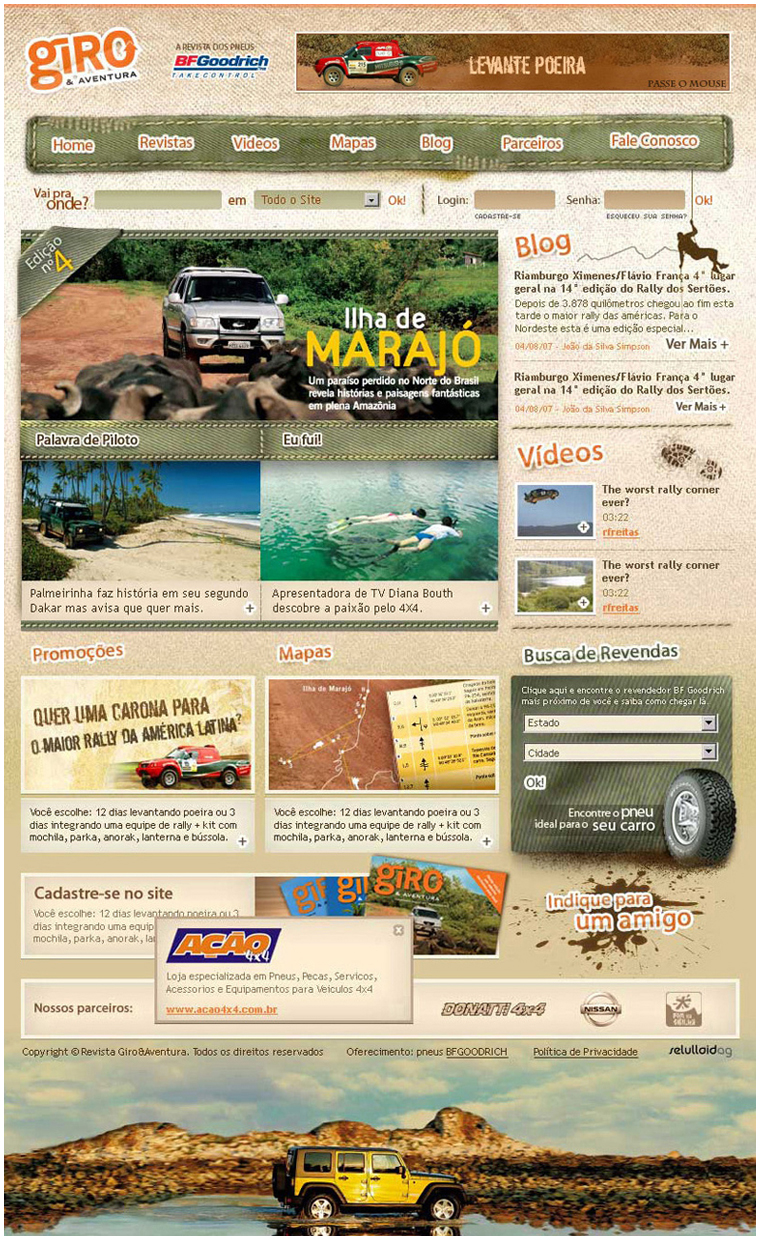 giRO
& AVENTURA
A REVISTA DOS PNEUS
BFGoodrich
TAKECONTROL
LEVANTE POEIRA
PASSE O MOUSE
Home
Revistas
Videos
Mapas
Blog
Parceiros
Fale Conosco
Vai pra
onde?
em
Todo o Site
Ok!
Login:
CADASTRE-SE
Senha:
ESQUECEU SUA SENHA?
Ok!
Edição
nº4
Ilha de
MARAJÓ
Um paraíso perdido no Norte do Brasil
revela histórias e paisagens fantásticas
em plena Amazônia
Palavra de Piloto
Eu fui!
Palmeirinha faz história em seu segundo
Dakar mas avisa que quer mais.
Apresentadora de TV Diana Bouth
descobre a paixão pelo 4X4.
Blog
Riamburgo Ximenes/Flávio França 4° lugar
geral na 14° edição do Rally dos Sertões.
Depois de 3.878 quilômetros chegou ao fim esta
tarde o maior rally das américas. Para o
Nordeste esta é uma edição especial...
04/08/07 - João da Silva Simpson
Ver Mais +
Riamburgo Ximenes/Flávio França 4° lugar
geral na 14° edição do Rally dos Sertões.
04/08/07 - João da Silva Simpson
Ver Mais +
Vídeos
The worst rally corner
ever?
03:22
rfreitas
The worst rally corner
ever?
03:22
rfreitas
Promoções
QUER UMA CARONA PARA
O MAIOR RALLY DA AMÉRICA LATINA?
Você escolhe: 12 dias levantando poeira ou 3
dias integrando uma equipe de rally + kit com
mochila, parka, anorak, lanterna e bússola.
Mapas
Ilha de Marajó
Você escolhe: 12 dias levantando poeira ou 3
dias integrando uma equipe de rally + kit com
mochila, parka, anorak, lanterna e bússola.
Busca de Revendas
Clique aqui e encontre o revendedor BF Goodrich
mais próximo de você e saiba como chegar lá.
Estado
Cidade
Ok!
Encontre o pneu
ideal para o seu carro
Cadastre-se no site
Você escolhe: 12 dias levantando poeira ou 3
dias integrando uma equip
mochila, parka, anorak, la
giRO
& AVENTURA
Indique para
um amigo
AÇÃO
4x4
Loja especializada em Pneus, Pecas, Servicos,
Acessorios e Equipamentos para Veiculos 4x4
www.acao4x4.com.br
Nossos parceiros:
DONATTI 4x4
NISSAN
Copyright © Revista Giro&Aventura. Todos os direitos reservados
Oferecimento: pneus BFGOODRICH
Política de Privacidade
selulloidag